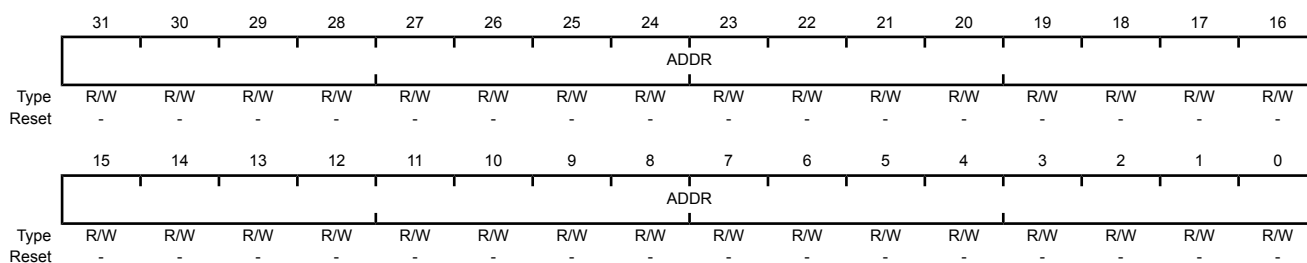 31 30 29 28 27 26 25 24 23 22 21 20 19 18 17 16
ADDR
Type R/W R/W R/W R/W R/W R/W R/W R/W R/W R/W R/W R/W R/W R/W R/W R/W
Reset - - - - - - - - - - - - - - - -
15 14 13 12 11 10 9 8 7 6 5 4 3 2 1 0
ADDR
Type R/W R/W R/W R/W R/W R/W R/W R/W R/W R/W R/W R/W R/W R/W R/W R/W
Reset - - - - - - - - - - - - - - - -